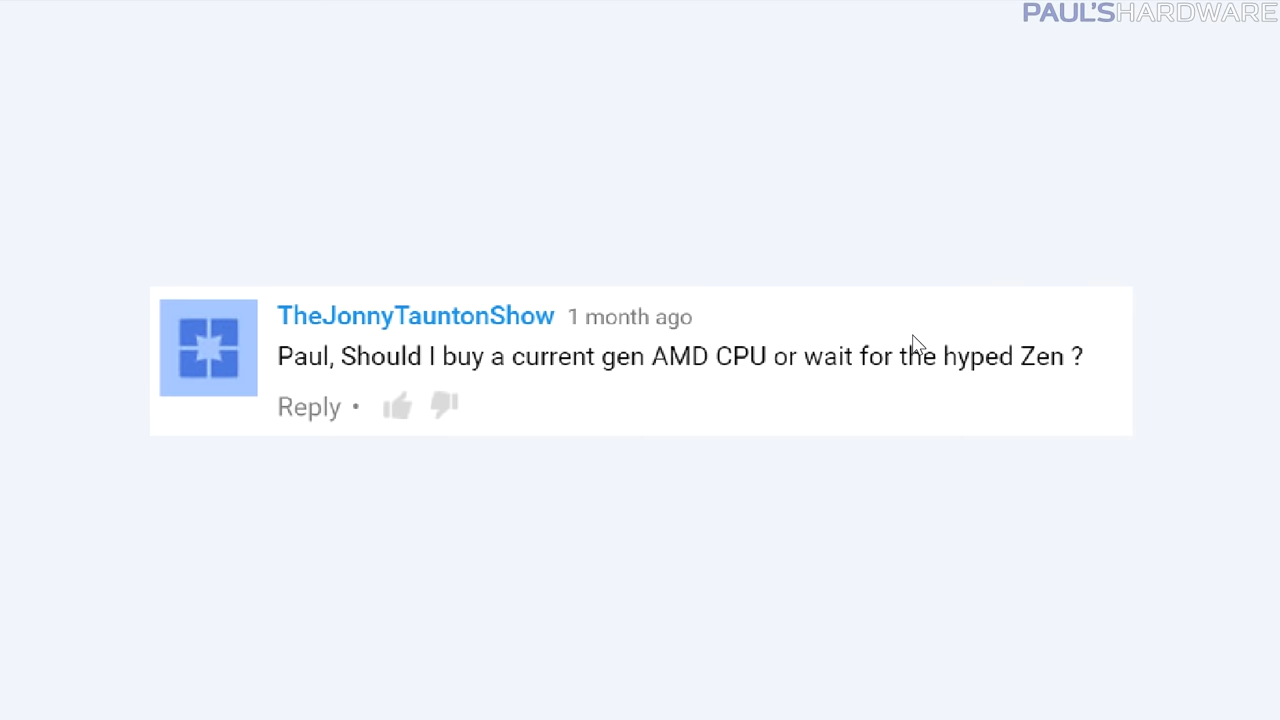 PAUL'SHARDWARE
TheJonnyTauntonShow 1 month ago
Paul, Should I buy a current gen AMD CPU or wait for the hyped Zen ?
Reply •